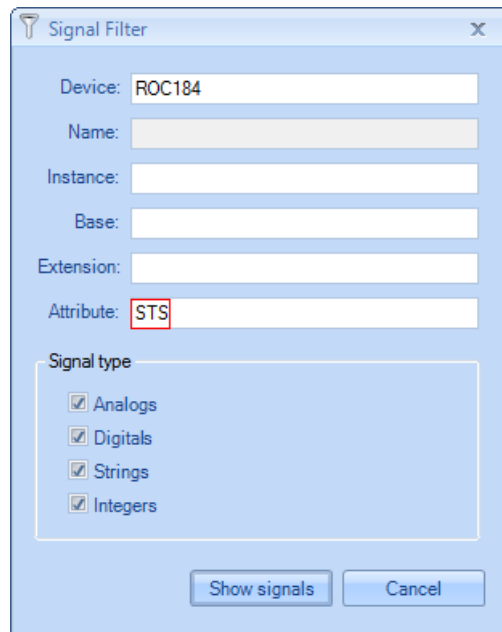 Signal Filter
Device: ROC184
Name:
Instance:
Base:
Extension:
Attribute: STS
Signal type
Analogs
Digitals
Strings
Integers
Show signals Cancel